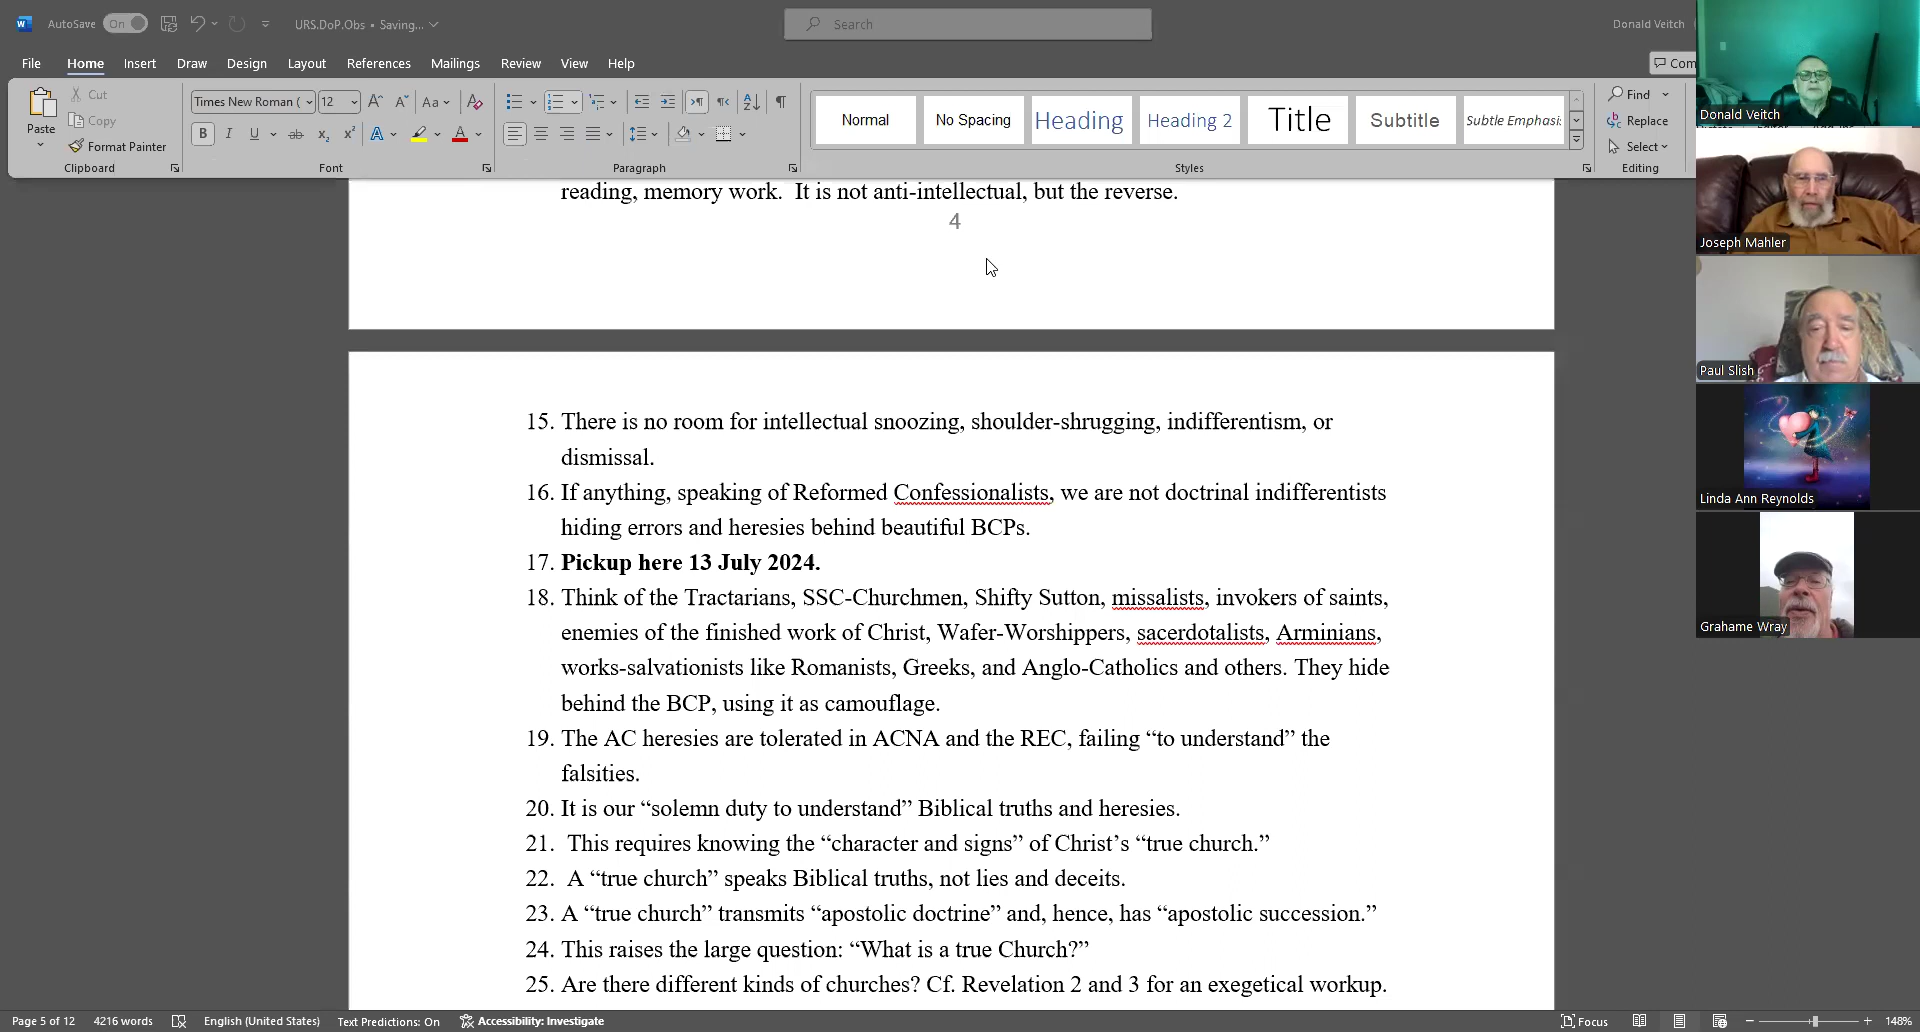 AutoSave On URS.DoP.Obs • Saving... Search Donald Veitch
File Home Insert Draw Design Layout References Mailings Review View Help Com
Paste Cut
Copy
Format Painter
Clipboard
Times New Roman ( 12
Font
Paragraph
Normal No Spacing Heading Heading 2 Title Subtitle Subtle Emphasi:
Styles
Find
Replace
Select
Editing
Donald Veitch
Joseph Mahler
Paul Slish
Linda Ann Reynolds
Grahame Wray
reading, memory work. It is not anti-intellectual, but the reverse.
4
15. There is no room for intellectual snoozing, shoulder-shrugging, indifferentism, or
dismissal.
16. If anything, speaking of Reformed Confessionalists, we are not doctrinal indifferentists
hiding errors and heresies behind beautiful BCPs.
17. Pickup here 13 July 2024.
18. Think of the Tractarians, SSC-Churchmen, Shifty Sutton, missalists, invokers of saints,
enemies of the finished work of Christ, Wafer-Worshippers, sacerdotalists, Arminians,
works-salvationists like Romanists, Greeks, and Anglo-Catholics and others. They hide
behind the BCP, using it as camouflage.
19. The AC heresies are tolerated in ACNA and the REC, failing “to understand” the
falsities.
20. It is our “solemn duty to understand” Biblical truths and heresies.
21. This requires knowing the “character and signs” of Christ’s “true church.”
22. A “true church” speaks Biblical truths, not lies and deceits.
23. A “true church” transmits “apostolic doctrine” and, hence, has “apostolic succession.”
24. This raises the large question: “What is a true Church?”
25. Are there different kinds of churches? Cf. Revelation 2 and 3 for an exegetical workup.
Page 5 of 12 4216 words English (United States) Text Predictions: On Accessibility: Investigate Focus 148%